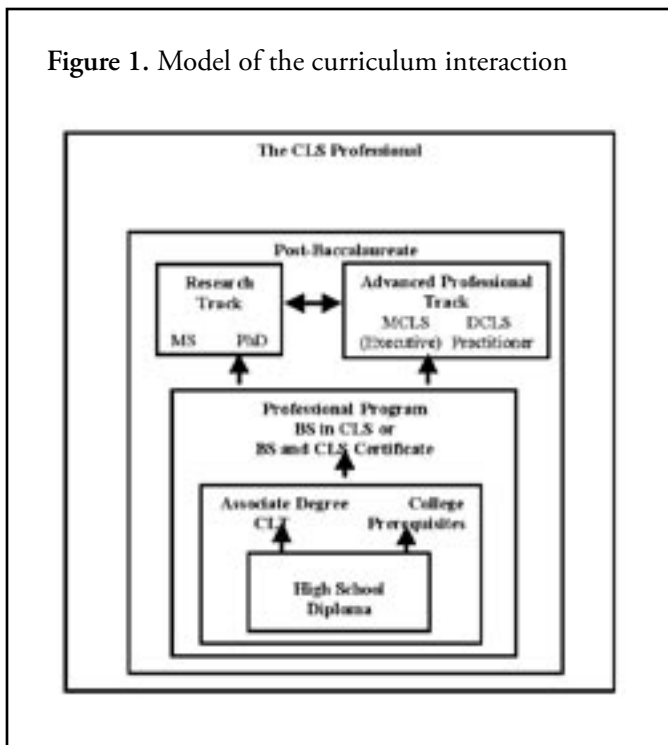 Figure 1. Model of the curriculum interaction
The CLS Professional
Post-Baccalaureate
Research
Track
MS PhD
Advanced Professional
Track
MCLS DCLS
(Executive) Practitioner
Professional Program
BS in CLS or
BS and CLS Certificate
Associate Degree
CLT
College
Prerequisites
High School
Diploma